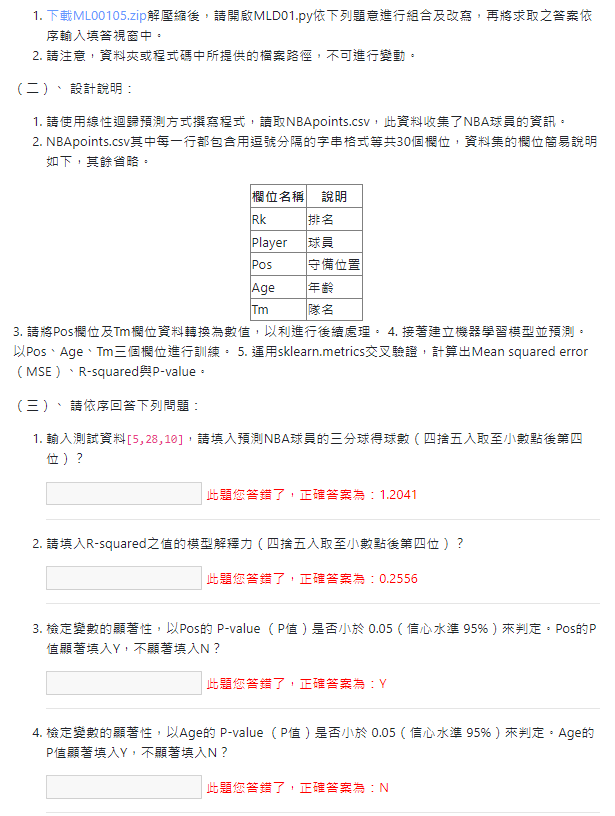 1. 下載ML00105.zip解壓縮後，請開啟MLD01.py依下列題意進行組合及改寫，再將求取之答案依
序輸入填答視窗中。
2. 請注意，資料夾或程式碼中所提供的檔案路徑，不可進行變動。
（二）、 設計說明：
1. 請使用線性迴歸預測方式撰寫程式，讀取NBApoints.csv，此資料收集了NBA球員的資訊。
2. NBApoints.csv其中每一行都包含用逗號分隔的字串格式等共30個欄位，資料集的欄位簡易說明
如下，其餘省略。
欄位名稱 說明
Rk 排名
Player 球員
Pos 守備位置
Age 年齡
Tm 隊名
3. 請將Pos欄位及Tm欄位資料轉換為數值，以利進行後續處理。 4. 接著建立機器學習模型並預測。
以Pos、Age、Tm三個欄位進行訓練。 5. 運用sklearn.metrics交叉驗證，計算出Mean squared error
（MSE）、R-squared與P-value。
（三）、 請依序回答下列問題：
1. 輸入測試資料[5,28,10]，請填入預測NBA球員的三分球得球數（四捨五入取至小數點後第四
位）？
此題您答錯了，正確答案為：1.2041
2. 請填入R-squared之值的模型解釋力（四捨五入取至小數點後第四位）？
此題您答錯了，正確答案為：0.2556
3. 檢定變數的顯著性，以Pos的 P-value （P值）是否小於 0.05（信心水準 95%）來判定。Pos的P
值顯著填入Y，不顯著填入N？
此題您答錯了，正確答案為：Y
4. 檢定變數的顯著性，以Age的 P-value （P值）是否小於 0.05（信心水準 95%）來判定。Age的
P值顯著填入Y，不顯著填入N？
此題您答錯了，正確答案為：N